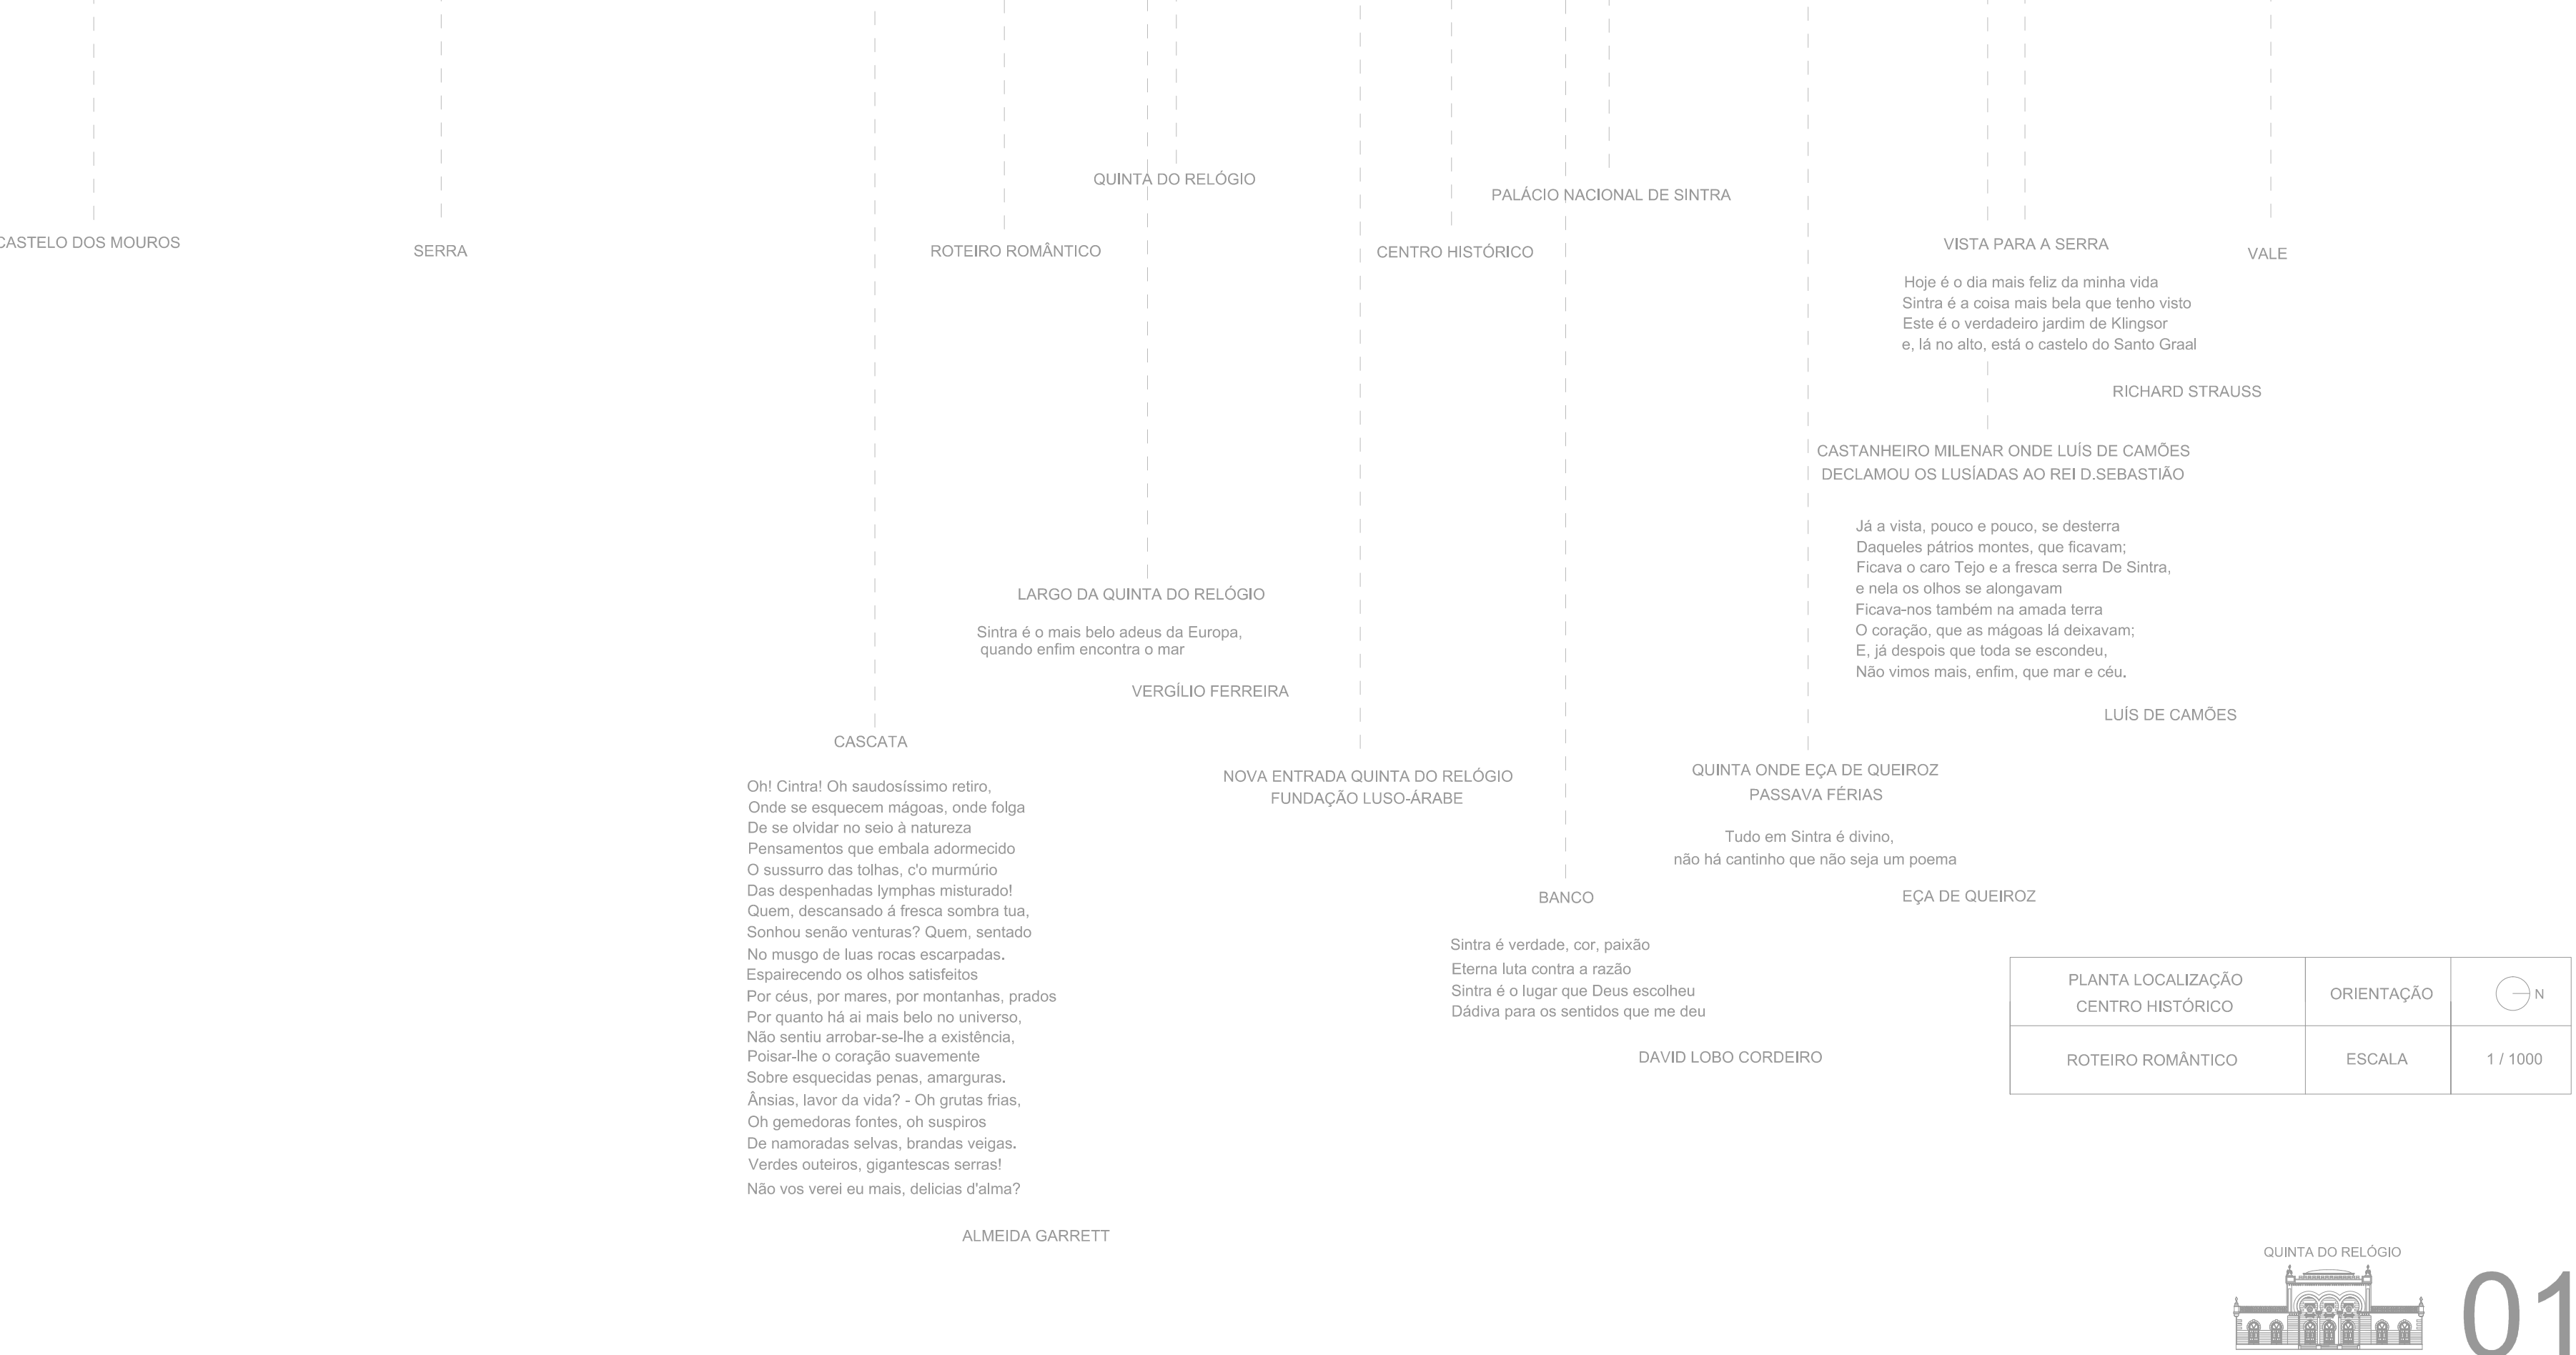 QUINTA DO RELÓGIO
PALÁCIO NACIONAL DE SINTRA
CASTELO DOS MOUROS
SERRA
ROTEIRO ROMÂNTICO
CENTRO HISTÓRICO
VISTA PARA A SERRA
VALE
Hoje é o dia mais feliz da minha vida
Sintra é a coisa mais bela que tenho visto
Este é o verdadeiro jardim de Klingsor
e, lá no alto, está o castelo do Santo Graal
RICHARD STRAUSS
CASTANHEIRO MILENAR ONDE LUÍS DE CAMÕES
DECLAMOU OS LUSÍADAS AO REI D.SEBASTIÃO
Já a vista, pouco e pouco, se desterra
Daqueles pátrios montes, que ficavam;
Ficava o caro Tejo e a fresca serra De Sintra,
e nela os olhos se alongavam
Ficava-nos também na amada terra
O coração, que as mágoas lá deixavam;
E, já despois que toda se escondeu,
Não vimos mais, enfim, que mar e céu.
LUÍS DE CAMÕES
LARGO DA QUINTA DO RELÓGIO
Sintra é o mais belo adeus da Europa,
quando enfim encontra o mar
VERGÍLIO FERREIRA
CASCATA
Oh! Cintra! Oh saudosíssimo retiro,
Onde se esquecem mágoas, onde folga
De se olvidar no seio à natureza
Pensamentos que embala adormecido
O sussurro das tolhas, c'o murmúrio
Das despenhadas lymphas misturado!
Quem, descansado á fresca sombra tua,
Sonhou senão venturas? Quem, sentado
No musgo de luas rocas escarpadas.
Espairecendo os olhos satisfeitos
Por céus, por mares, por montanhas, prados
Por quanto há ai mais belo no universo,
Não sentiu arrobar-se-lhe a existência,
Poisar-lhe o coração suavemente
Sobre esquecidas penas, amarguras.
Ânsias, lavor da vida? - Oh grutas frias,
Oh gemedoras fontes, oh suspiros
De namoradas selvas, brandas veigas.
Verdes outeiros, gigantescas serras!
Não vos verei eu mais, delicias d'alma?
ALMEIDA GARRETT
NOVA ENTRADA QUINTA DO RELÓGIO
FUNDAÇÃO LUSO-ÁRABE
QUINTA ONDE EÇA DE QUEIROZ
PASSAVA FÉRIAS
Tudo em Sintra é divino,
não há cantinho que não seja um poema
EÇA DE QUEIROZ
BANCO
Sintra é verdade, cor, paixão
Eterna luta contra a razão
Sintra é o lugar que Deus escolheu
Dádiva para os sentidos que me deu
DAVID LOBO CORDEIRO
PLANTA LOCALIZAÇÃO
CENTRO HISTÓRICO
ORIENTAÇÃO
N
ROTEIRO ROMÂNTICO
ESCALA
1 / 1000
QUINTA DO RELÓGIO
01